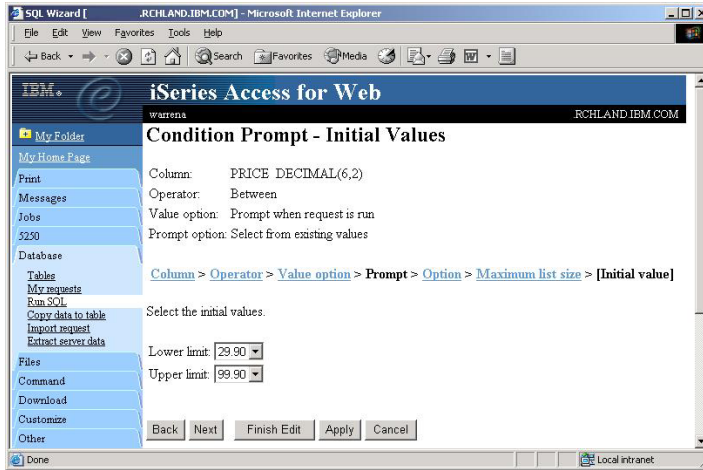 SQL Wizard [ .RCHLAND.IBM.COM] - Microsoft Internet Explorer
File Edit View Favorites Tools Help
Back Search Favorites Media
IBM
iSeries Access for Web
warrena RCHLAND.IBM.COM
My Folder
My Home Page
Print
Messages
Jobs
5250
Database
Tables
My requests
Run SQL
Copy data to table
Import request
Extract server data
Files
Command
Download
Customize
Other
Condition Prompt - Initial Values
Column: PRICE DECIMAL(6,2)
Operator: Between
Value option: Prompt when request is run
Prompt option: Select from existing values
Column > Operator > Value option > Prompt > Option > Maximum list size > [Initial value]
Select the initial values.
Lower limit: 29.90
Upper limit: 99.90
Back Next Finish Edit Apply Cancel
Done Local intranet